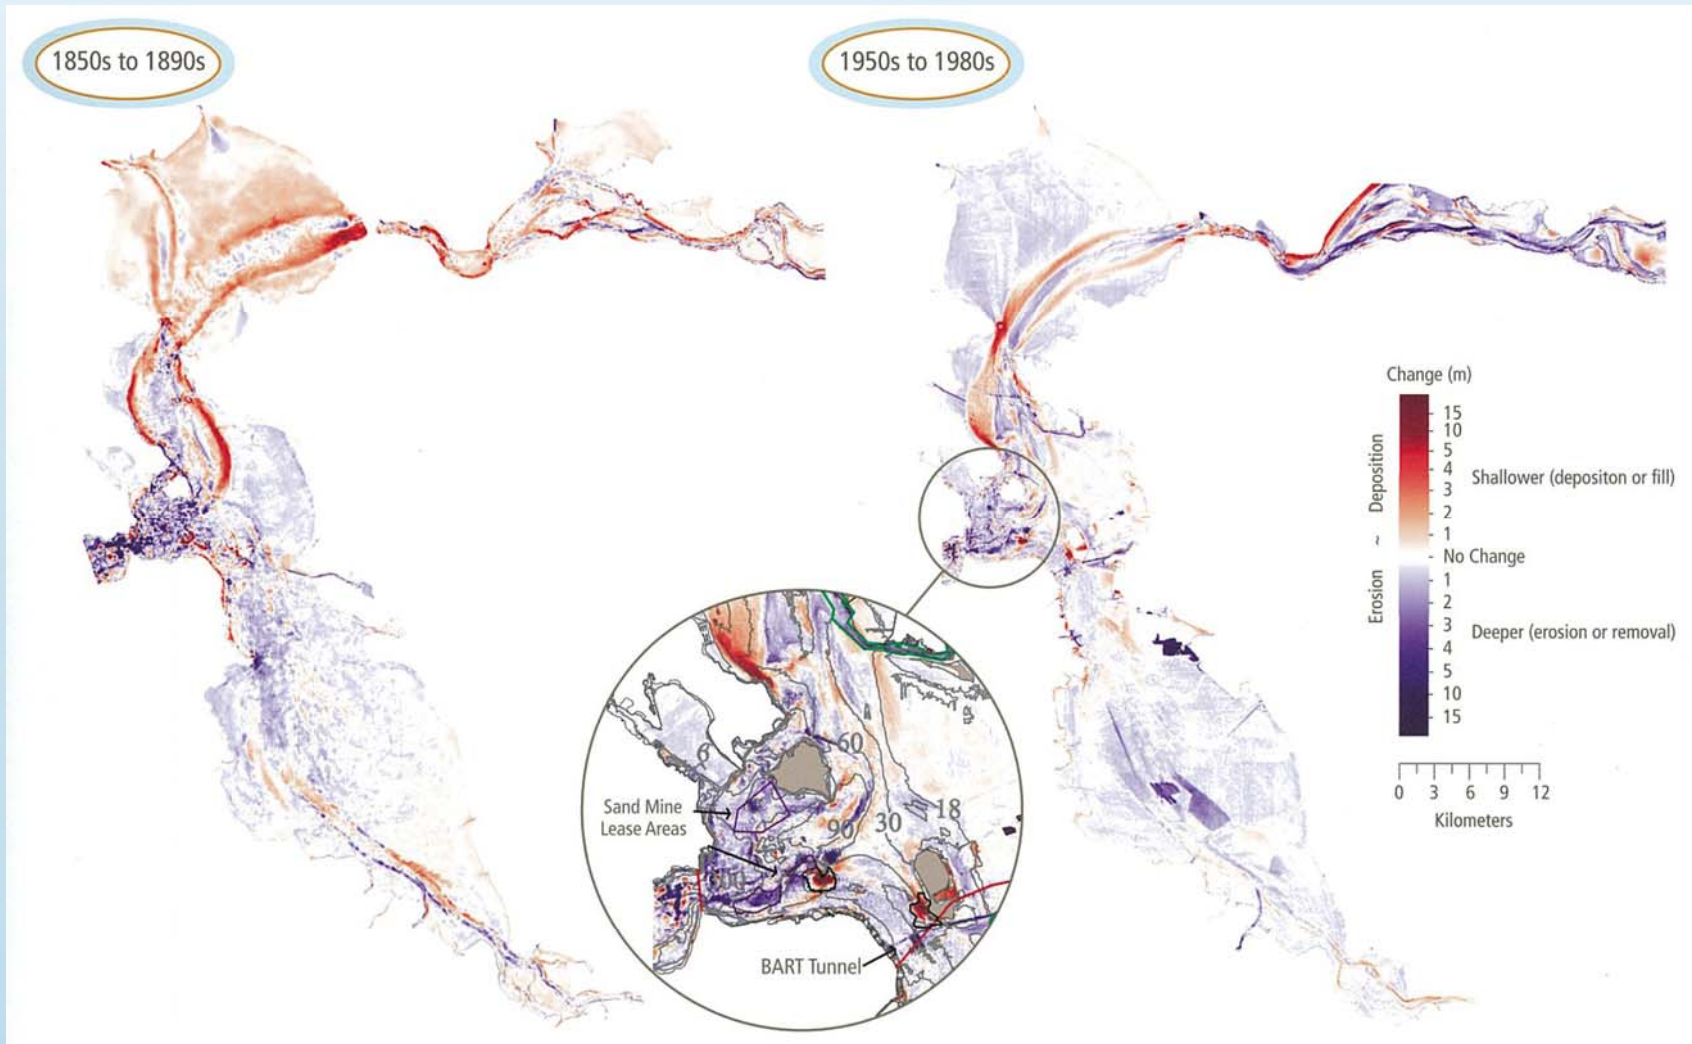 1850s to 1890s
1950s to 1980s
Change (m)
15
10
5
4
3
2
1
No Change
1
2
3
4
5
10
15
Deposition
~
Erosion
Shallower (depositon or fill)
Deeper (erosion or removal)
0 3 6 9 12
Kilometers
Sand Mine
Lease Areas
BART Tunnel
6
60
90
30
18